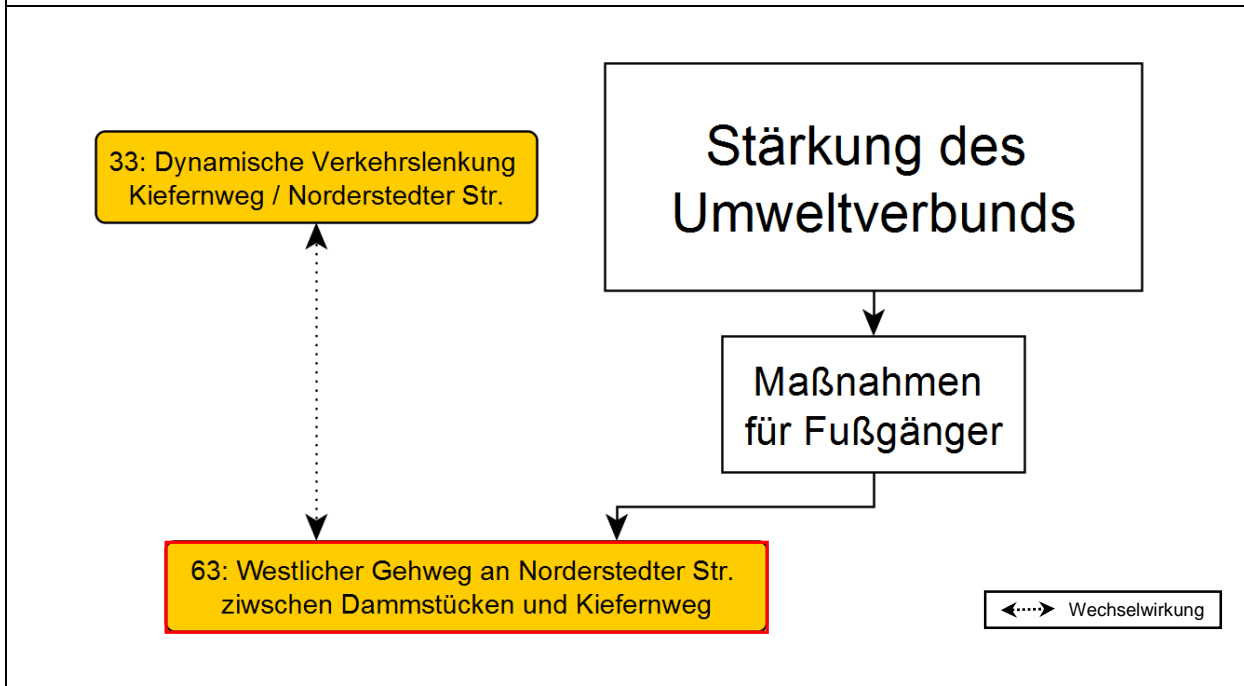 Stärkung des
Umweltverbunds
33: Dynamische Verkehrslenkung
Kiefernweg / Norderstedter Str.
Maßnahmen
für Fußgänger
63: Westlicher Gehweg an Norderstedter Str.
ziwschen Dammstücken und Kiefernweg
Wechselwirkung